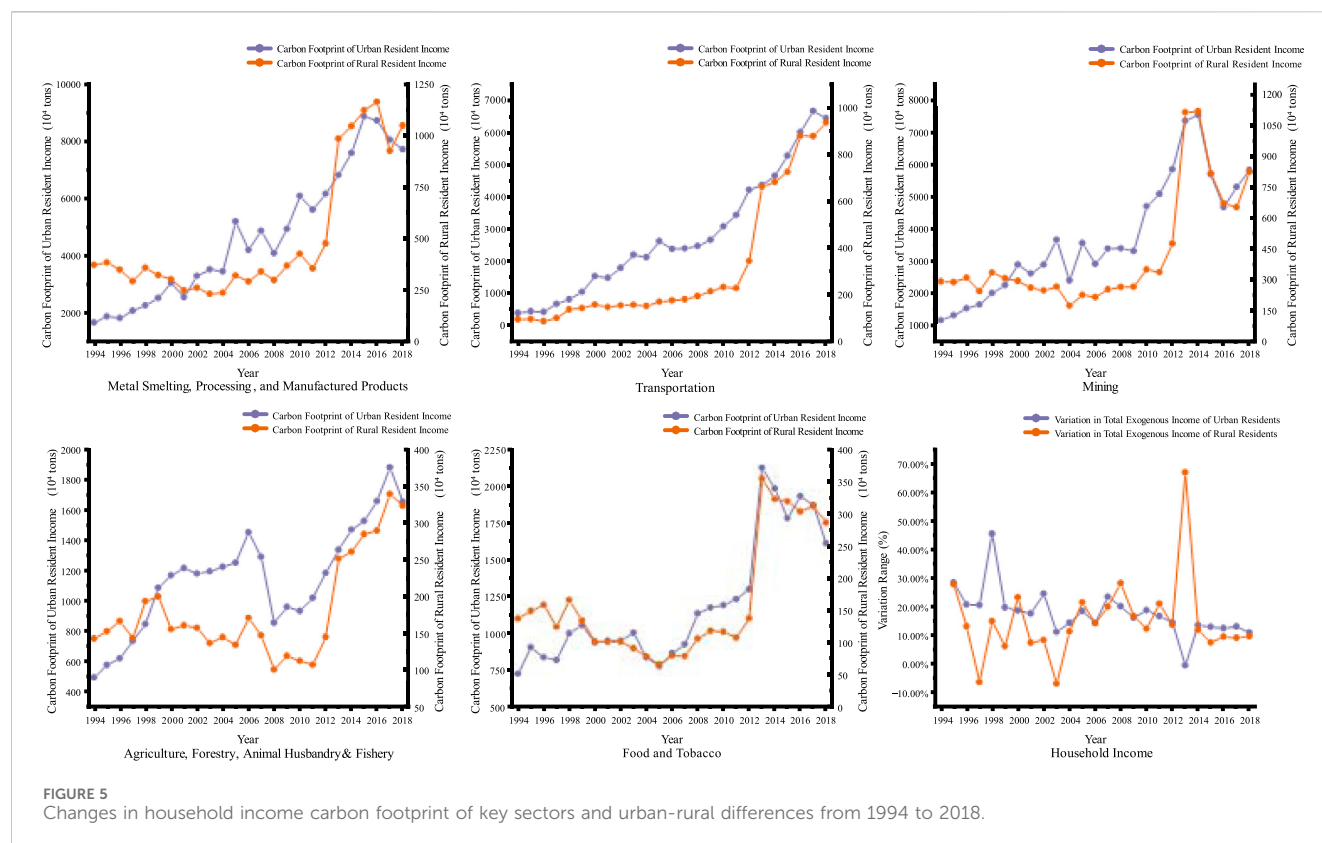 Carbon Footprint of Urban Resident Income
Carbon Footprint of Rural Resident Income
Carbon Footprint of Urban Resident Income (10⁴ tons)
10000
8000
6000
4000
2000
1250
1000
750
500
250
0
Carbon Footprint of Rural Resident Income (10⁴ tons)
1994 1996 1998 2000 2002 2004 2006 2008 2010 2012 2014 2016 2018
Year
Metal Smelting, Processing, and Manufactured Products
Carbon Footprint of Urban Resident Income
Carbon Footprint of Rural Resident Income
Carbon Footprint of Urban Resident Income (10⁴ tons)
7000
6000
5000
4000
3000
2000
1000
0
1000
800
600
400
200
0
Carbon Footprint of Rural Resident Income (10⁴ tons)
1994 1996 1998 2000 2002 2004 2006 2008 2010 2012 2014 2016 2018
Year
Transportation
Carbon Footprint of Urban Resident Income
Carbon Footprint of Rural Resident Income
Carbon Footprint of Urban Resident Income (10⁴ tons)
8000
7000
6000
5000
4000
3000
2000
1000
1200
1050
900
750
600
450
300
150
0
Carbon Footprint of Rural Resident Income (10⁴ tons)
1994 1996 1998 2000 2002 2004 2006 2008 2010 2012 2014 2016 2018
Year
Mining
Carbon Footprint of Urban Resident Income
Carbon Footprint of Rural Resident Income
Carbon Footprint of Urban Resident Income (10⁴ tons)
2000
1800
1600
1400
1200
1000
800
600
400
400
350
300
250
200
150
100
50
Carbon Footprint of Rural Resident Income (10⁴ tons)
1994 1996 1998 2000 2002 2004 2006 2008 2010 2012 2014 2016 2018
Year
Agriculture, Forestry, Animal Husbandry& Fishery
Carbon Footprint of Urban Resident Income
Carbon Footprint of Rural Resident Income
Carbon Footprint of Urban Resident Income (10⁴ tons)
2250
2000
1750
1500
1250
1000
750
500
400
350
300
250
200
150
100
50
0
Carbon Footprint of Rural Resident Income (10⁴ tons)
1994 1996 1998 2000 2002 2004 2006 2008 2010 2012 2014 2016 2018
Year
Food and Tobacco
Variation in Total Exogenous Income of Urban Residents
Variation in Total Exogenous Income of Rural Residents
Variation Range (%)
70.00%
60.00%
50.00%
40.00%
30.00%
20.00%
10.00%
0.00%
−10.00%
1994 1996 1998 2000 2002 2004 2006 2008 2010 2012 2014 2016 2018
Year
Household Income
FIGURE 5
Changes in household income carbon footprint of key sectors and urban-rural differences from 1994 to 2018.